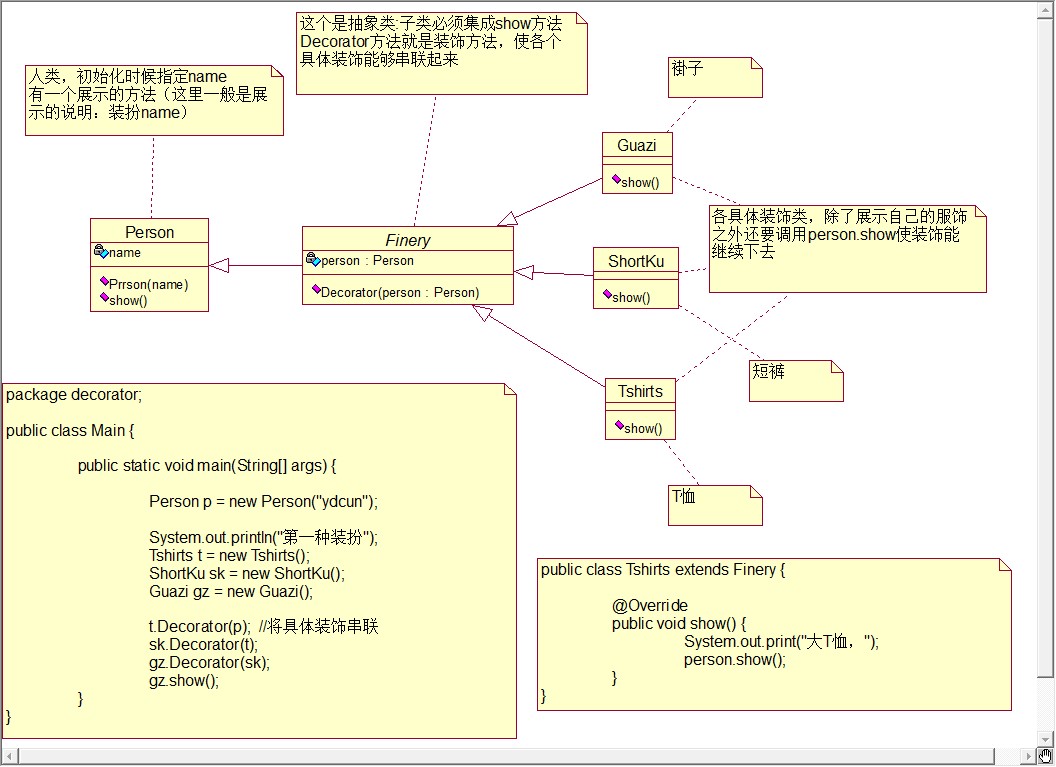 这个是抽象类:子类必须集成show方法
Decorator方法就是装饰方法，使各个
具体装饰能够串联起来
人类，初始化时候指定name
有一个展示的方法（这里一般是展
示的说明：装扮name）
褂子
Guazi
show()
Person
name
Prrson(name)
show()
Finery
person : Person
Decorator(person : Person)
各具体装饰类，除了展示自己的服饰
之外还要调用person.show使装饰能
继续下去
ShortKu
show()
短裤
Tshirts
show()
T恤
package decorator;
public class Main {
public static void main(String[] args) {
Person p = new Person("ydcun");
System.out.println("第一种装扮");
Tshirts t = new Tshirts();
ShortKu sk = new ShortKu();
Guazi gz = new Guazi();
t.Decorator(p); //将具体装饰串联
sk.Decorator(t);
gz.Decorator(sk);
gz.show();
}
}
public class Tshirts extends Finery {
@Override
public void show() {
System.out.print("大T恤，");
person.show();
}
}